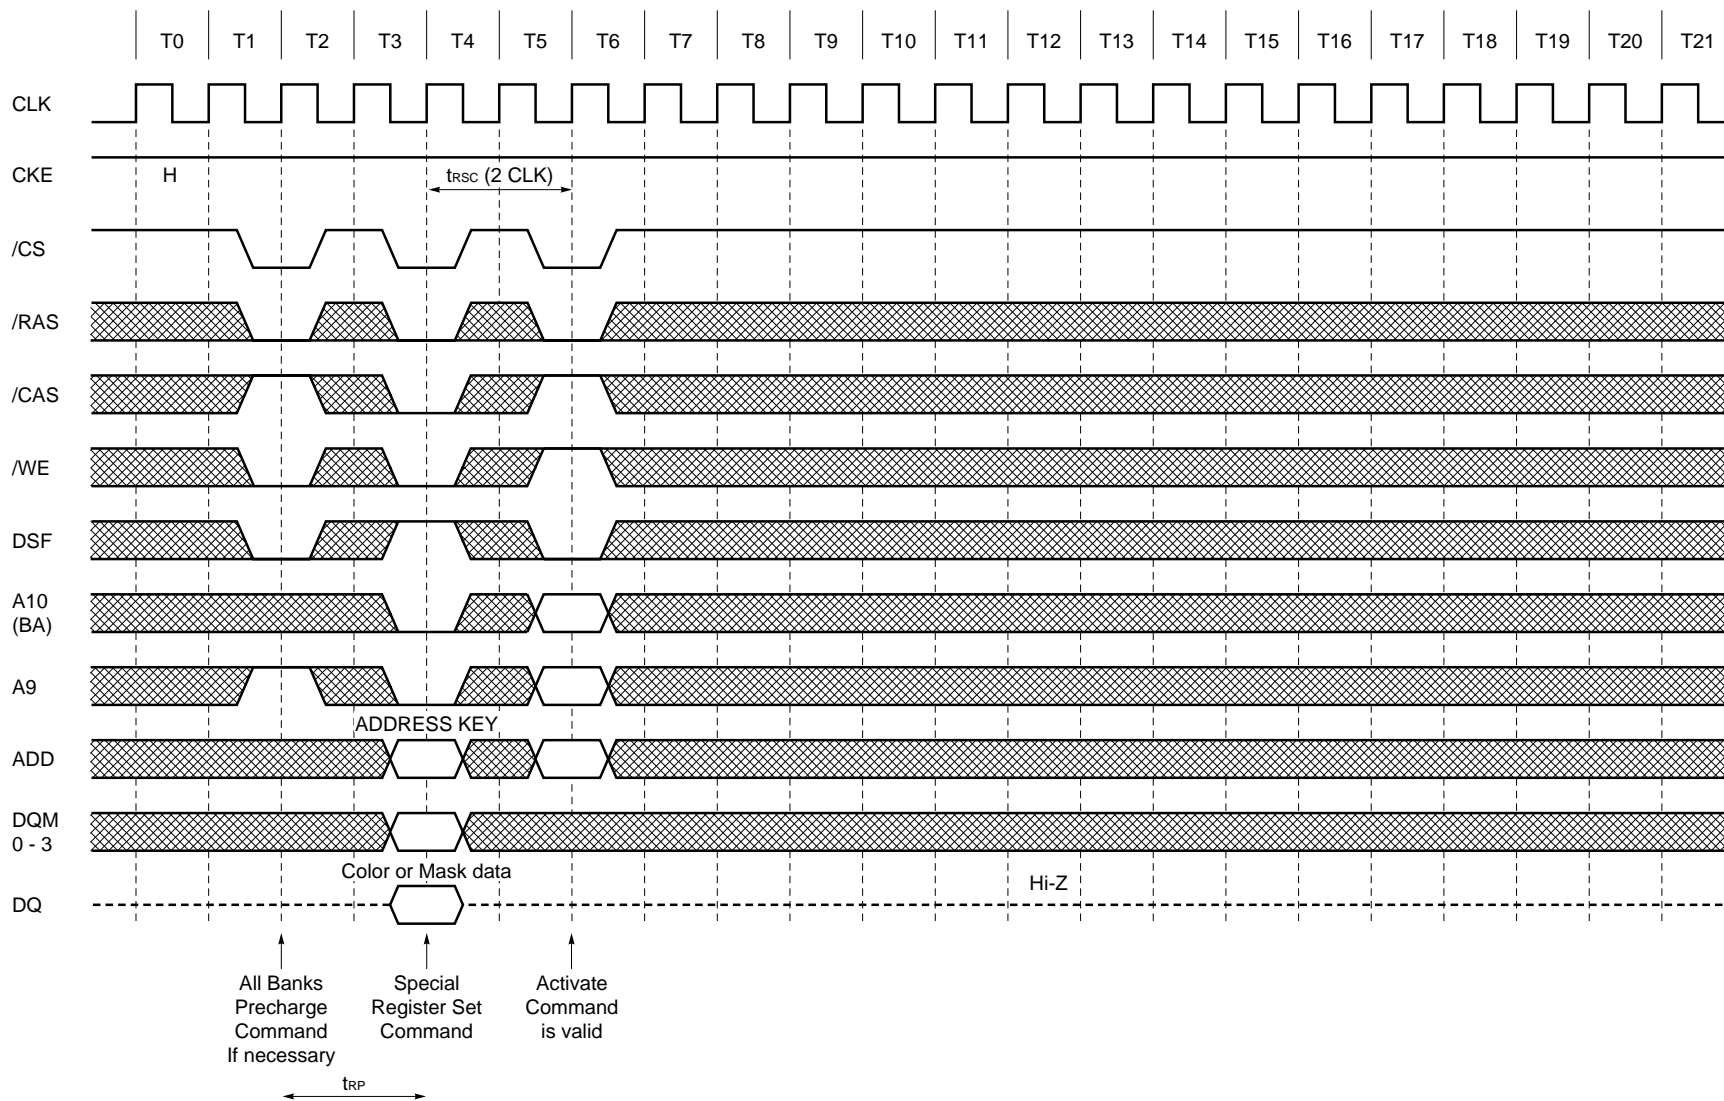 T0 T1 T2 T3 T4 T5 T6 T7 T8 T9 T10 T11 T12 T13 T14 T15 T16 T17 T18 T19 T20 T21
CLK
CKE H tRSC (2 CLK)
/CS
/RAS
/CAS
/WE
DSF
A10
(BA)
A9
ADDRESS KEY
ADD
DQM
0 - 3
Color or Mask data
Hi-Z
DQ
All Banks
Precharge
Command
If necessary
Special
Register Set
Command
Activate
Command
is valid
tRP